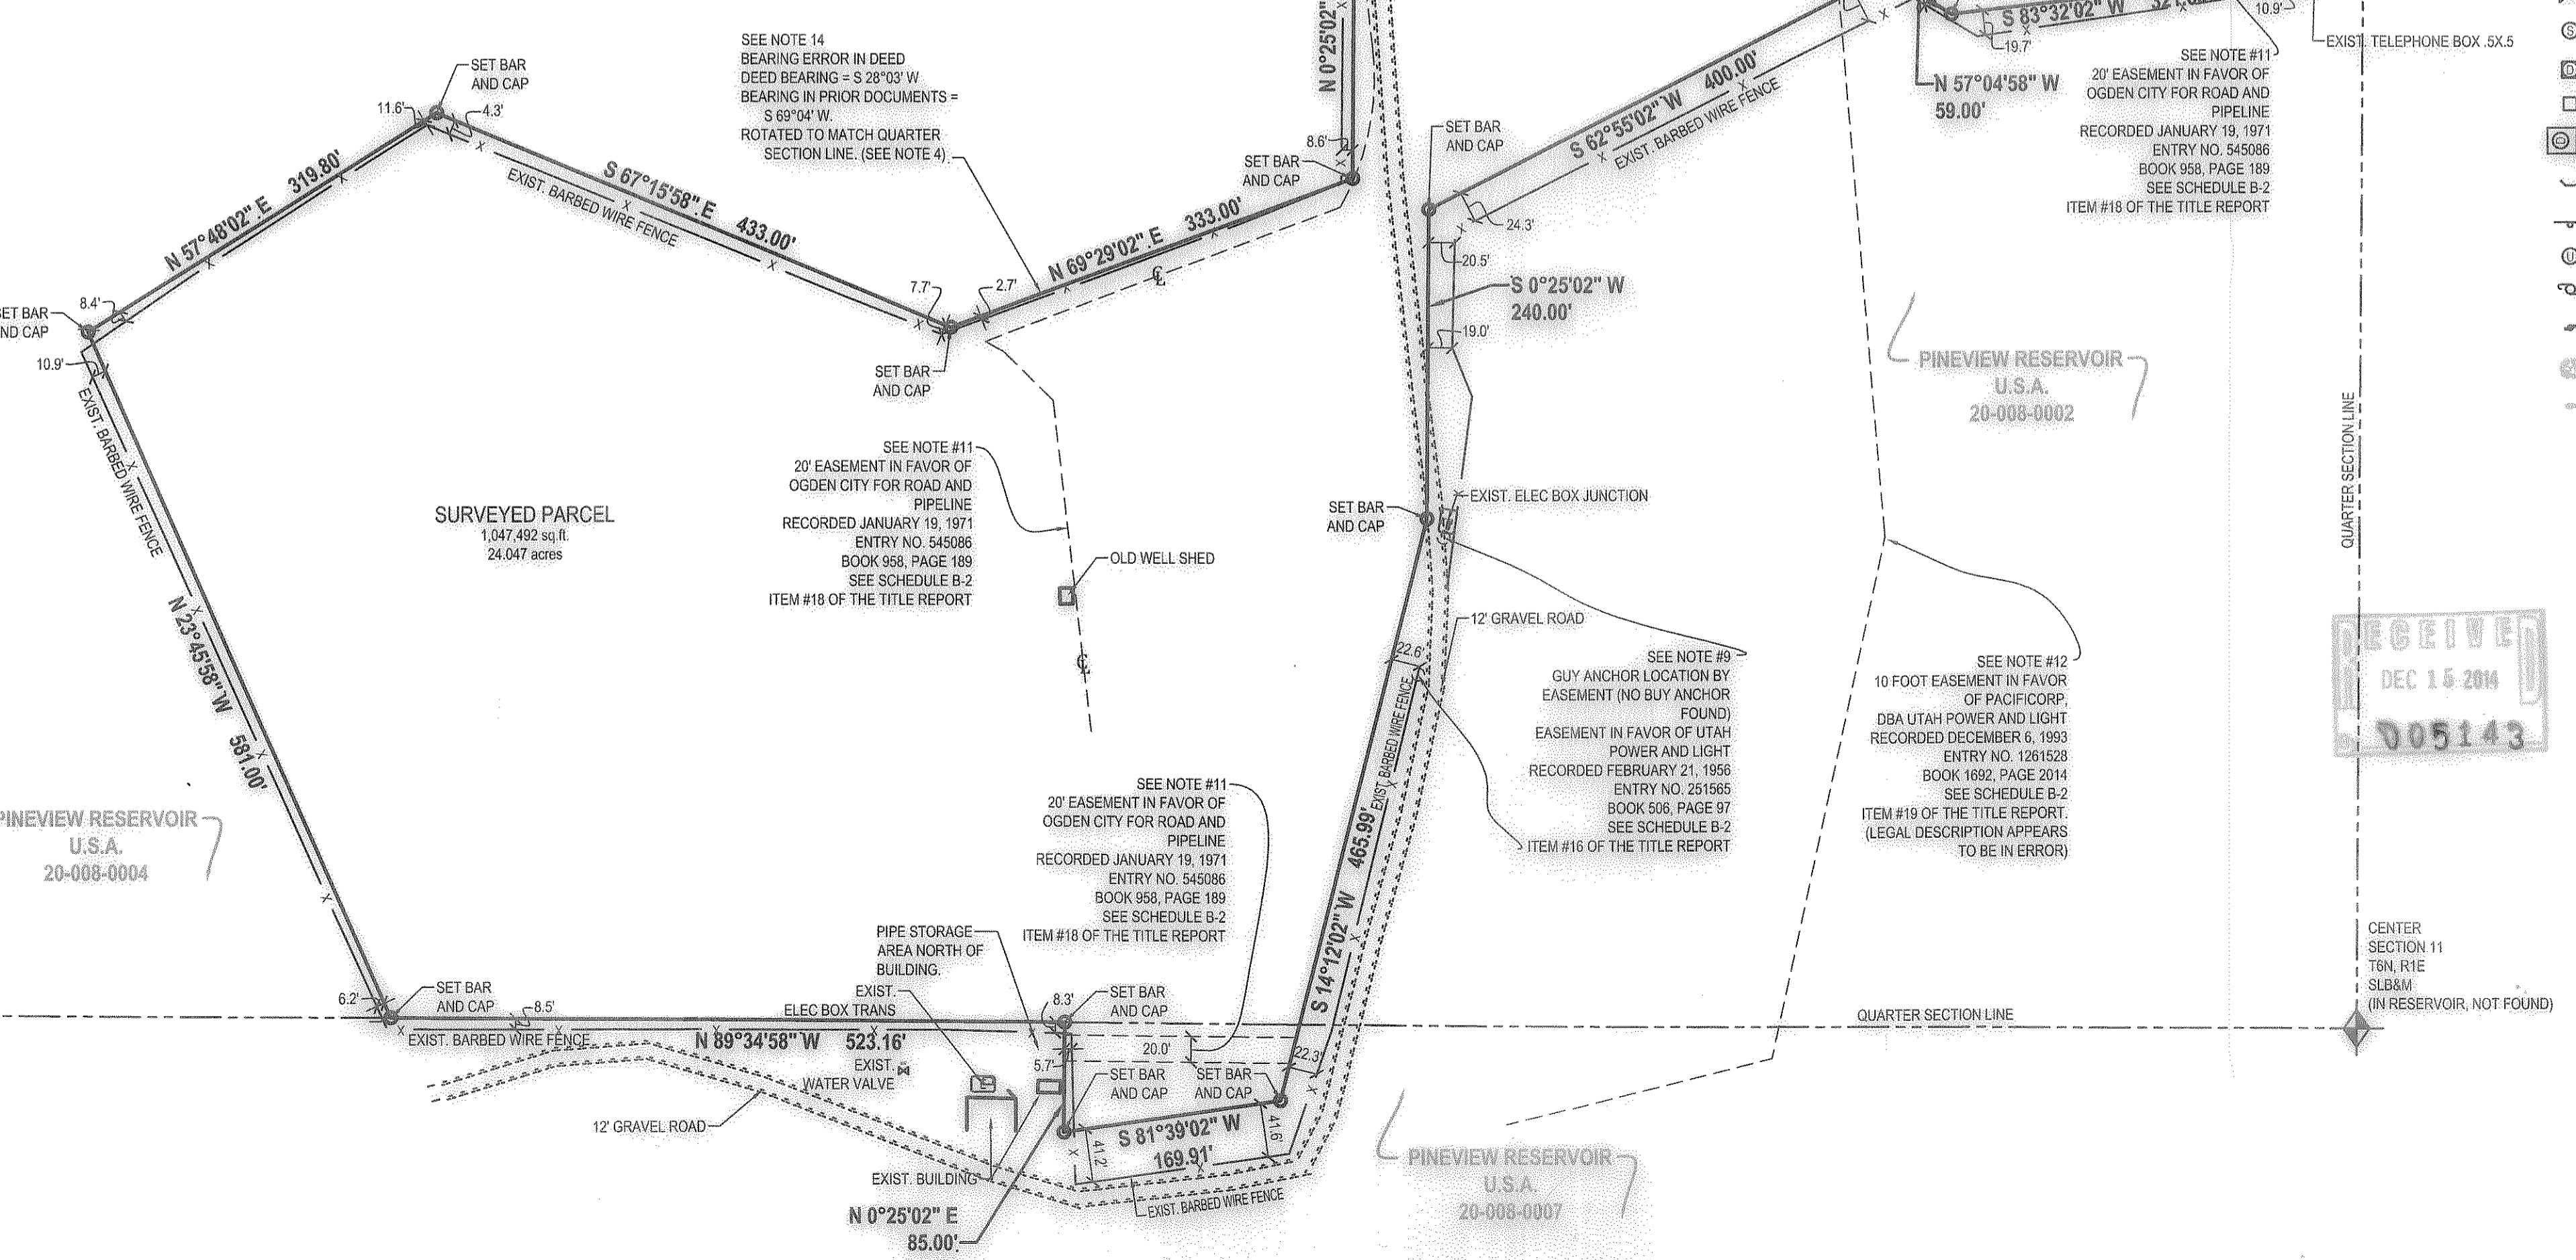 SET BAR
AND CAP
11.6'
4.3'
N 57°48'02" E 319.80'
8.4'
SET BAR
AND CAP
10.9'
S 67°15'58" E 433.00'
EXIST. BARBED WIRE FENCE
SEE NOTE 14
BEARING ERROR IN DEED
DEED BEARING = S 28°03' W
BEARING IN PRIOR DOCUMENTS =
S 69°04' W.
ROTATED TO MATCH QUARTER
SECTION LINE. (SEE NOTE 4)
7.7'
2.7'
SET BAR
AND CAP
N 69°29'02" E 333.00'
N 0°25'02"
8.6'
SET BAR
AND CAP
SET BAR
AND CAP
S 62°55'02" W 400.00'
EXIST. BARBED WIRE FENCE
24.3'
20.5'
S 0°25'02" W
240.00'
19.0'
S 83°32'02" W
19.7'
10.9'
N 57°04'58" W
59.00'
EXIST. TELEPHONE BOX .5X.5
SEE NOTE #11
20' EASEMENT IN FAVOR OF
OGDEN CITY FOR ROAD AND
PIPELINE
RECORDED JANUARY 19, 1971
ENTRY NO. 545086
BOOK 958, PAGE 189
SEE SCHEDULE B-2
ITEM #18 OF THE TITLE REPORT
PINEVIEW RESERVOIR
U.S.A.
20-008-0002
QUARTER SECTION LINE
EXIST. BARBED WIRE FENCE
N 23°45'58" W 581.00'
SURVEYED PARCEL
1,047,492 sq.ft.
24.047 acres
SEE NOTE #11
20' EASEMENT IN FAVOR OF
OGDEN CITY FOR ROAD AND
PIPELINE
RECORDED JANUARY 19, 1971
ENTRY NO. 545086
BOOK 958, PAGE 189
SEE SCHEDULE B-2
ITEM #18 OF THE TITLE REPORT
OLD WELL SHED
SET BAR
AND CAP
EXIST. ELEC BOX JUNCTION
12' GRAVEL ROAD
22.6'
EXIST. BARBED WIRE FENCE
S 14°12'02" W 465.99'
SEE NOTE #9
GUY ANCHOR LOCATION BY
EASEMENT (NO BUY ANCHOR
FOUND)
EASEMENT IN FAVOR OF UTAH
POWER AND LIGHT
RECORDED FEBRUARY 21, 1956
ENTRY NO. 251565
BOOK 506, PAGE 97
SEE SCHEDULE B-2
ITEM #16 OF THE TITLE REPORT
SEE NOTE #12
10 FOOT EASEMENT IN FAVOR
OF PACIFICORP,
DBA UTAH POWER AND LIGHT
RECORDED DECEMBER 6, 1993
ENTRY NO. 1261528
BOOK 1692, PAGE 2014
SEE SCHEDULE B-2
ITEM #19 OF THE TITLE REPORT.
(LEGAL DESCRIPTION APPEARS
TO BE IN ERROR)
RECEIVED
DEC 15 2014
005143
PINEVIEW RESERVOIR
U.S.A.
20-008-0004
SEE NOTE #11
20' EASEMENT IN FAVOR OF
OGDEN CITY FOR ROAD AND
PIPELINE
RECORDED JANUARY 19, 1971
ENTRY NO. 545086
BOOK 958, PAGE 189
SEE SCHEDULE B-2
ITEM #18 OF THE TITLE REPORT
PIPE STORAGE
AREA NORTH OF
BUILDING.
EXIST.
ELEC BOX TRANS
6.2'
SET BAR
AND CAP
8.5'
8.3'
SET BAR
AND CAP
EXIST. BARBED WIRE FENCE
N 89°34'58" W 523.16'
EXIST.
WATER VALVE
5.7'
20.0'
22.3'
SET BAR
AND CAP
SET BAR
AND CAP
12' GRAVEL ROAD
S 81°39'02" W
169.91'
41.2'
41.6'
EXIST. BUILDING
EXIST. BARBED WIRE FENCE
N 0°25'02" E
85.00'
QUARTER SECTION LINE
CENTER
SECTION 11
T6N, R1E
SLB&M
(IN RESERVOIR, NOT FOUND)
PINEVIEW RESERVOIR
U.S.A.
20-008-0007